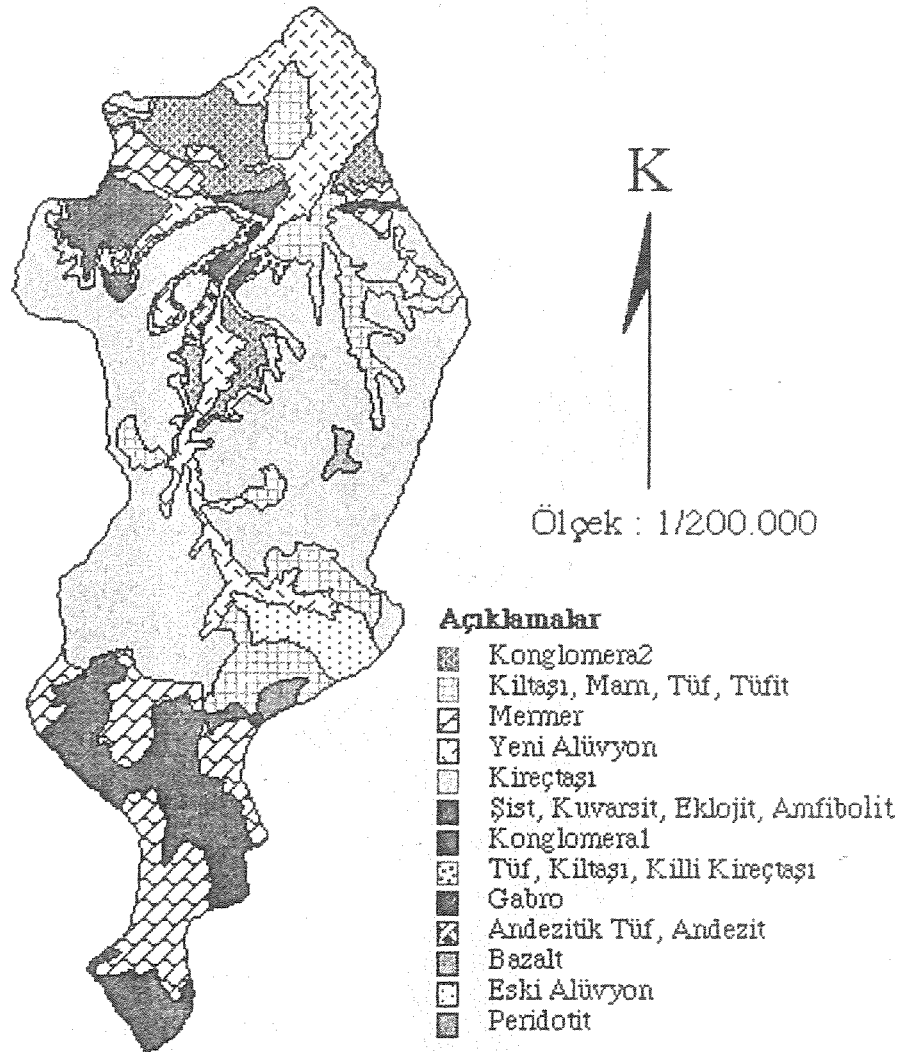 K
Ölçek : 1/200.000
Açıklamalar
Konglomera2
Kiltaşı, Marn, Tüf, Tüfit
Mermer
Yeni Alüvyon
Kireçtaşı
Şist, Kuvarsit, Eklojit, Amfibolit
Konglomera1
Tüf, Kiltaşı, Killi Kireçtaşı
Gabro
Andezitik Tüf, Andezit
Bazalt
Eski Alüvyon
Peridotit